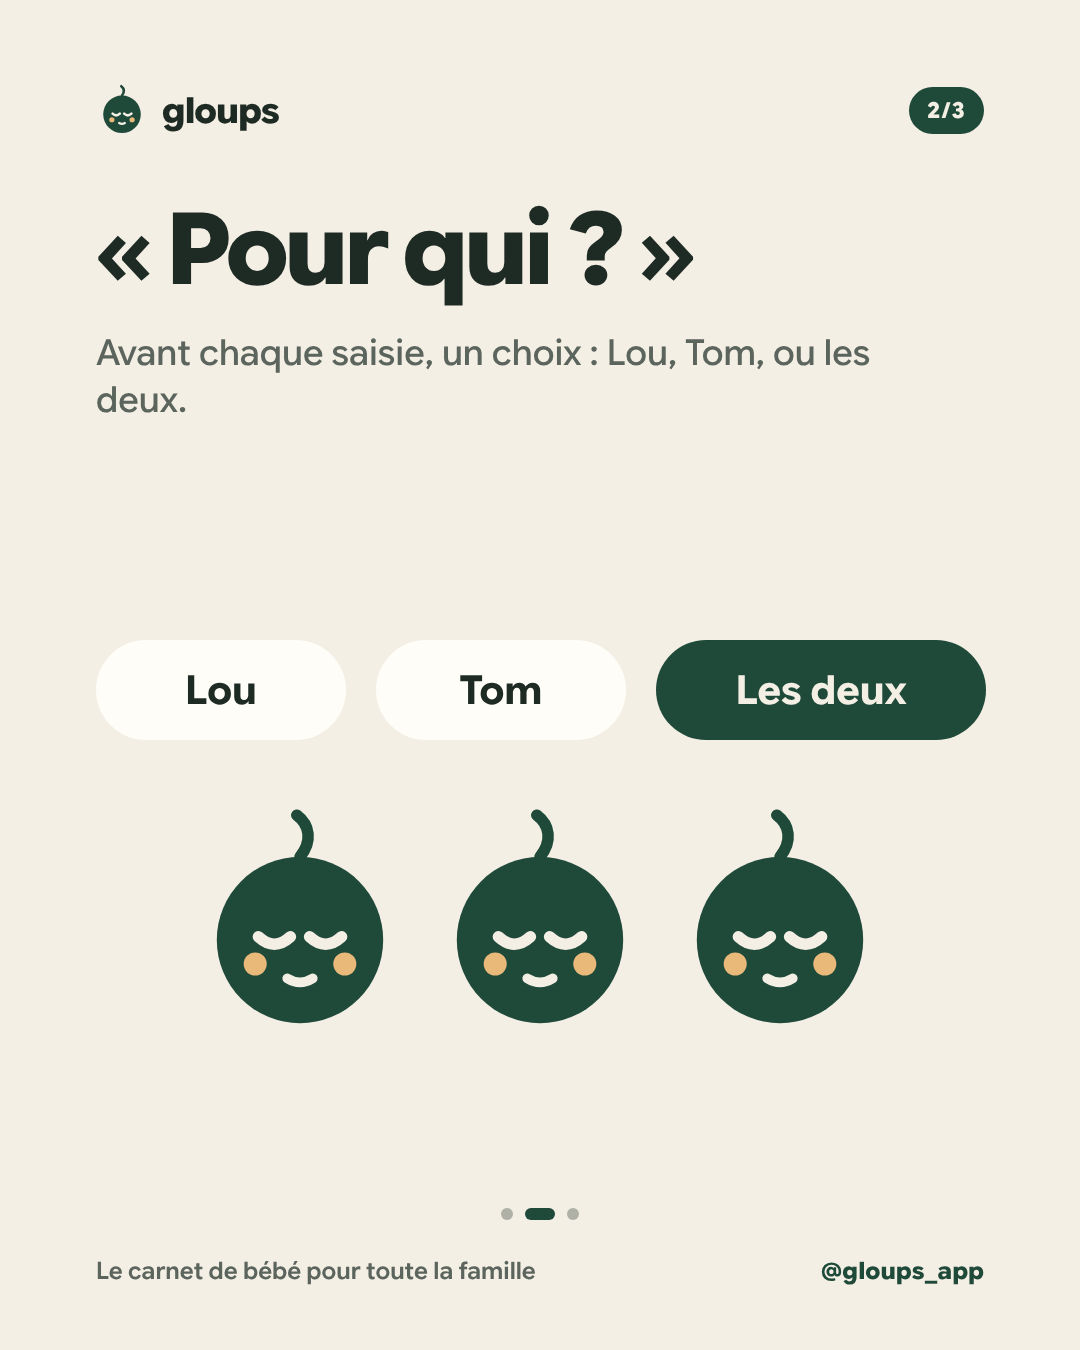 gloups
2/3
« Pour qui ? »
Avant chaque saisie, un choix : Lou, Tom, ou les
deux.
Lou
Tom
Les deux
Le carnet de bébé pour toute la famille
@gloups_app